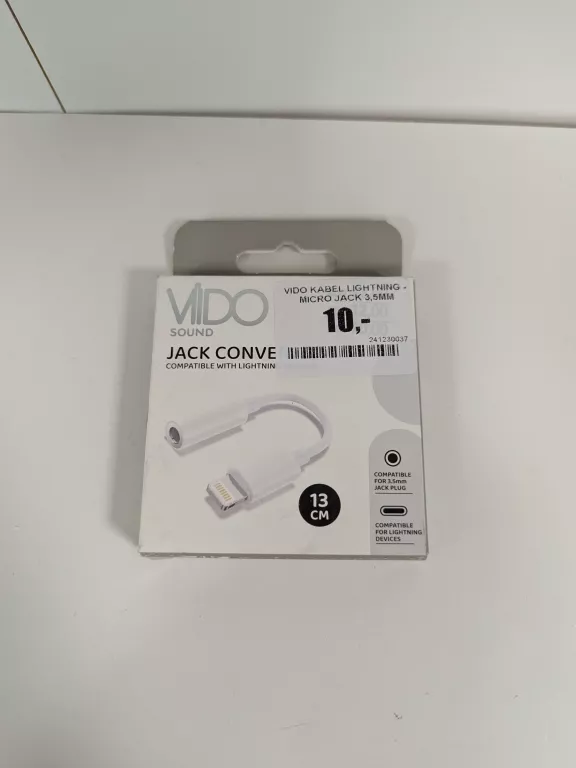 VIDO
SOUND
VIDO KABEL LIGHTNING -
MICRO JACK 3,5MM
10,-
241230037
JACK CONVE
COMPATIBLE WITH LIGHTNIN
13
CM
COMPATIBLE
FOR 3.5mm
JACK PLUG
COMPATIBLE
FOR LIGHTNING
DEVICES